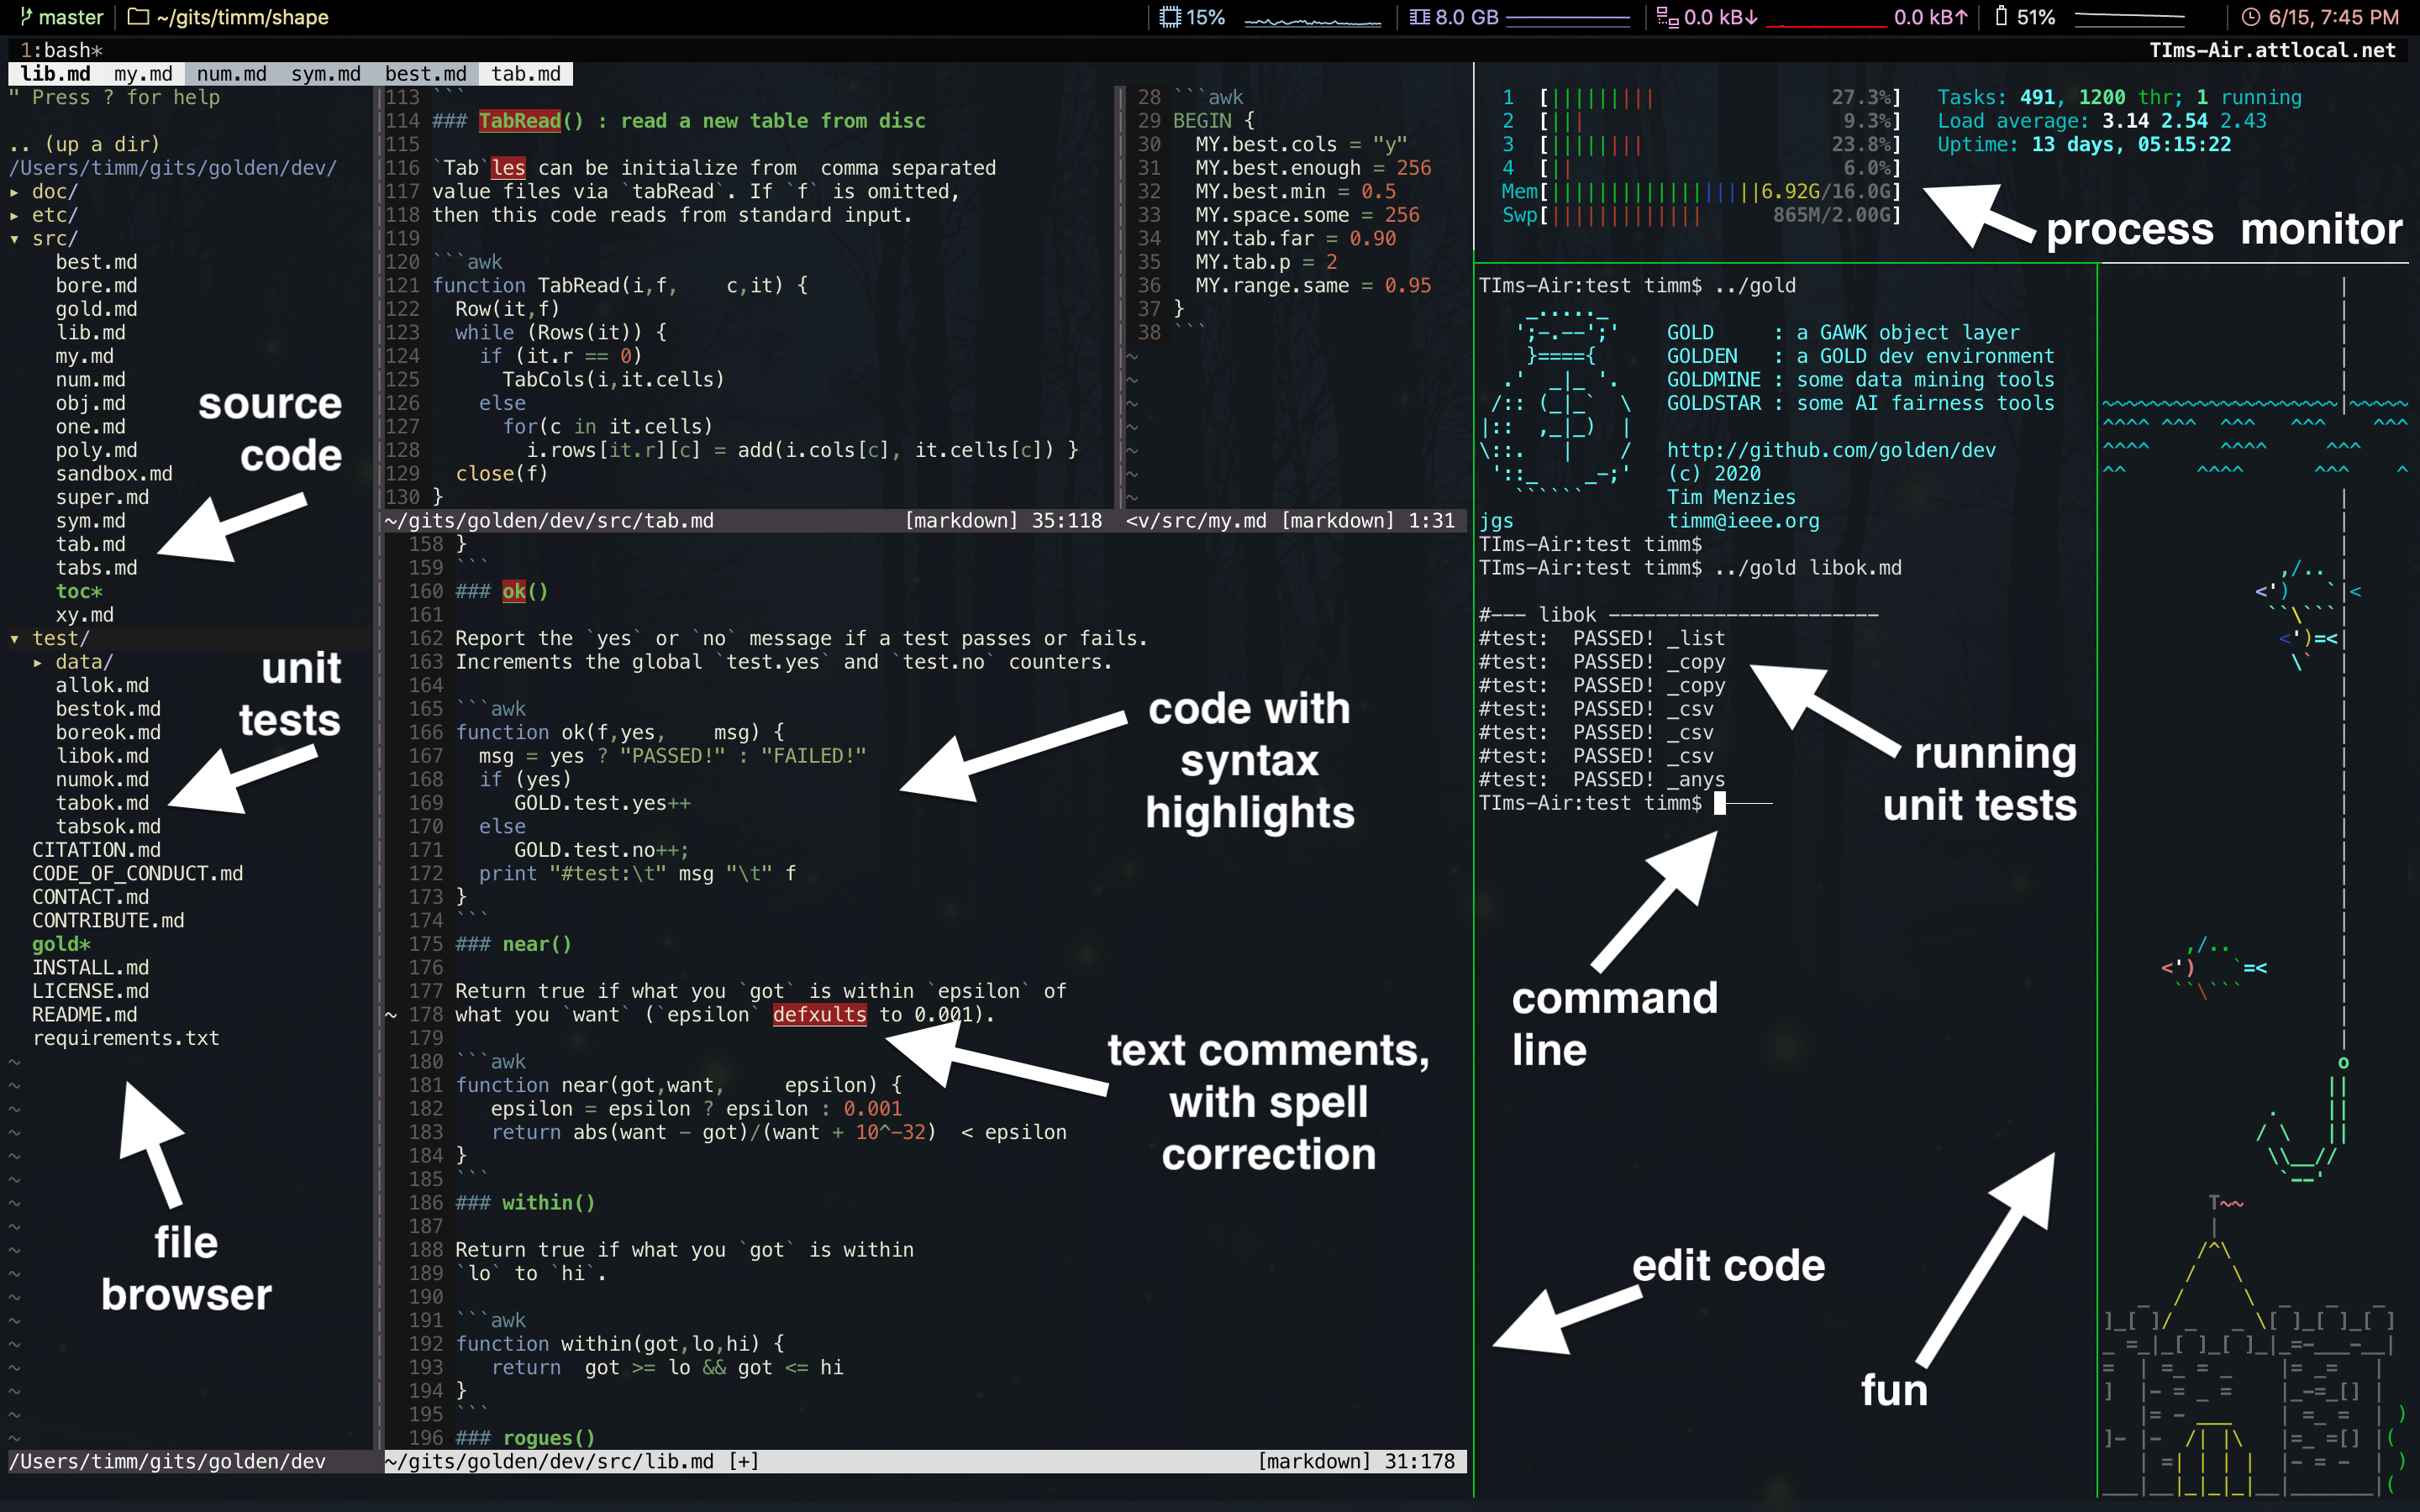 master ~/gits/timm/shape 15% 8.0 GB 0.0 kB↓ 0.0 kB↑ 51% 6/15, 7:45 PM
1:bash* TIms-Air.attlocal.net
lib.md my.md num.md sym.md best.md tab.md
" Press ? for help
.. (up a dir)
/Users/timm/gits/golden/dev/
▸ doc/
▸ etc/
▾ src/
best.md
bore.md
gold.md
lib.md
my.md
num.md
obj.md
one.md
poly.md
sandbox.md
super.md
sym.md
tab.md
tabs.md
toc*
xy.md
▾ test/
▸ data/
allok.md
bestok.md
boreok.md
libok.md
numok.md
tabok.md
tabsok.md
CITATION.md
CODE_OF_CONDUCT.md
CONTACT.md
CONTRIBUTE.md
gold*
INSTALL.md
LICENSE.md
README.md
requirements.txt
/Users/timm/gits/golden/dev
source
code
unit
tests
file
browser
113 ```
114 ### TabRead() : read a new table from disc
115
116 `Tab`les can be initialize from  comma separated
117 value files via `tabRead`. If `f` is omitted,
118 then this code reads from standard input.
119
120 ```awk
121 function TabRead(i,f,    c,it) {
122   Row(it,f)
123   while (Rows(it)) {
124     if (it.r == 0)
125       TabCols(i,it.cells)
126     else
127       for(c in it.cells)
128         i.rows[it.r][c] = add(i.cols[c], it.cells[c]) }
129   close(f)
130 }
~/gits/golden/dev/src/tab.md [markdown] 35:118
28 ```awk
29 BEGIN {
30   MY.best.cols = "y"
31   MY.best.enough = 256
32   MY.best.min = 0.5
33   MY.space.some = 256
34   MY.tab.far = 0.90
35   MY.tab.p = 2
36   MY.range.same = 0.95
37 }
38 ```
<v/src/my.md [markdown] 1:31
158 }
159 ```
160 ### ok()
161
162 Report the `yes` or `no` message if a test passes or fails.
163 Increments the global `test.yes` and `test.no` counters.
164
165 ```awk
166 function ok(f,yes,    msg) {
167   msg = yes ? "PASSED!" : "FAILED!"
168   if (yes)
169      GOLD.test.yes++
170   else
171      GOLD.test.no++;
172   print "#test:\t" msg "\t" f
173 }
174 ```
175 ### near()
176
177 Return true if what you `got` is within `epsilon` of
~ 178 what you `want` (`epsilon` defxults to 0.001).
179
180 ```awk
181 function near(got,want,     epsilon) {
182    epsilon = epsilon ? epsilon : 0.001
183    return abs(want - got)/(want + 10^-32)  < epsilon
184 }
185 ```
186 ### within()
187
188 Return true if what you `got` is within
189 `lo` to `hi`.
190
191 ```awk
192 function within(got,lo,hi) {
193    return  got >= lo && got <= hi
194 }
195 ```
196 ### rogues()
~/gits/golden/dev/src/lib.md [+] [markdown] 31:178
code with
syntax
highlights
text comments,
with spell
correction
1 [||||||||| 27.3%] Tasks: 491, 1200 thr; 1 running
2 [||| 9.3%] Load average: 3.14 2.54 2.43
3 [|||||||| 23.8%] Uptime: 13 days, 05:15:22
4 [|| 6.0%]
Mem[||||||||||||||||||6.92G/16.0G]
Swp[||||||||||||| 865M/2.00G]
process monitor
TIms-Air:test timm$ ../gold
GOLD     : a GAWK object layer
GOLDEN   : a GOLD dev environment
GOLDMINE : some data mining tools
GOLDSTAR : some AI fairness tools
http://github.com/golden/dev
(c) 2020
Tim Menzies
jgs timm@ieee.org
TIms-Air:test timm$
TIms-Air:test timm$ ../gold libok.md
#--- libok -----------------------
#test:  PASSED! _list
#test:  PASSED! _copy
#test:  PASSED! _copy
#test:  PASSED! _csv
#test:  PASSED! _csv
#test:  PASSED! _csv
#test:  PASSED! _anys
TIms-Air:test timm$
running
unit tests
command
line
edit code
fun